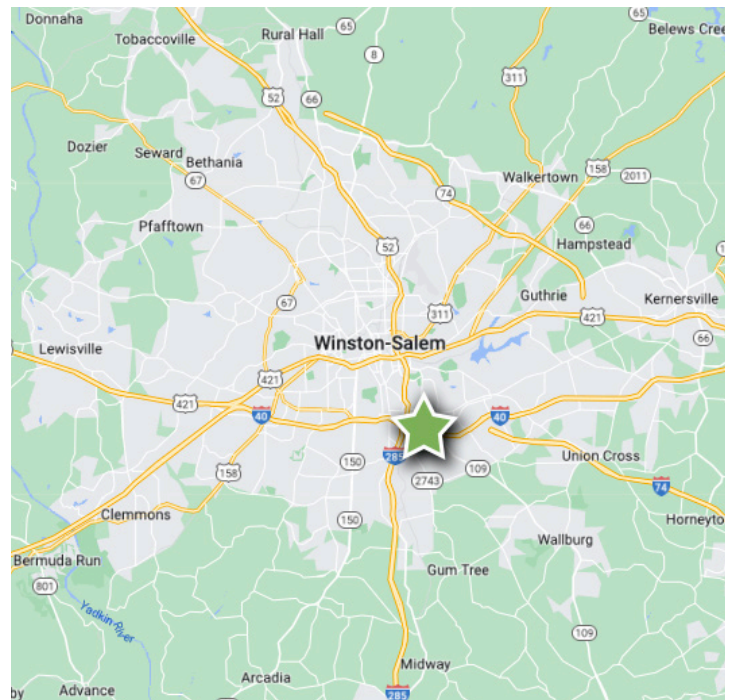 Donnaha
Tobaccoville
Rural Hall
65
65
Belews Cree
8
311
52
66
Dozier
Seward
Bethania
67
Walkertown
158
2011
74
66
Pfafftown
52
Hampstead
67
311
Guthrie
Kernersville
421
66
Winston-Salem
Lewisville
421
421
40
40
150
285
109
2743
Union Cross
158
74
Clemmons
150
Horneyto
Wallburg
Bermuda Run
801
Gum Tree
Yadkin River
109
Midway
Arcadia
by
Advance
285